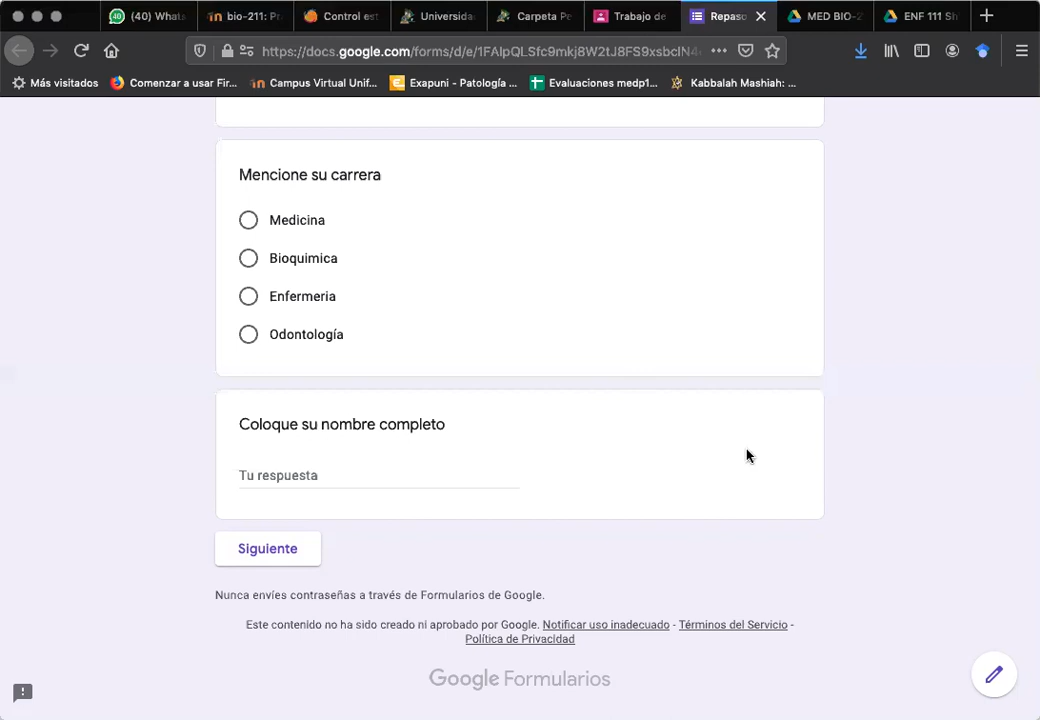 (40) Whats
bio-211: Pr
Control est
Universida
Carpeta Pe
Trabajo de
Repaso
MED BIO-2
ENF 111 Sh
https://docs.google.com/forms/d/e/1FAIpQLSfc9mkj8W2tJ8FS9xsbcIN4
Más visitados
Comenzar a usar Fir...
Campus Virtual Unif...
Exapuni - Patología ...
Evaluaciones medp1...
Kabbalah Mashiah: ...
Mencione su carrera
Medicina
Bioquimica
Enfermeria
Odontología
Coloque su nombre completo
Tu respuesta
Siguiente
Nunca envíes contraseñas a través de Formularios de Google.
Este contenido no ha sido creado ni aprobado por Google. Notificar uso inadecuado - Términos del Servicio -
Política de Privacidad
Google Formularios